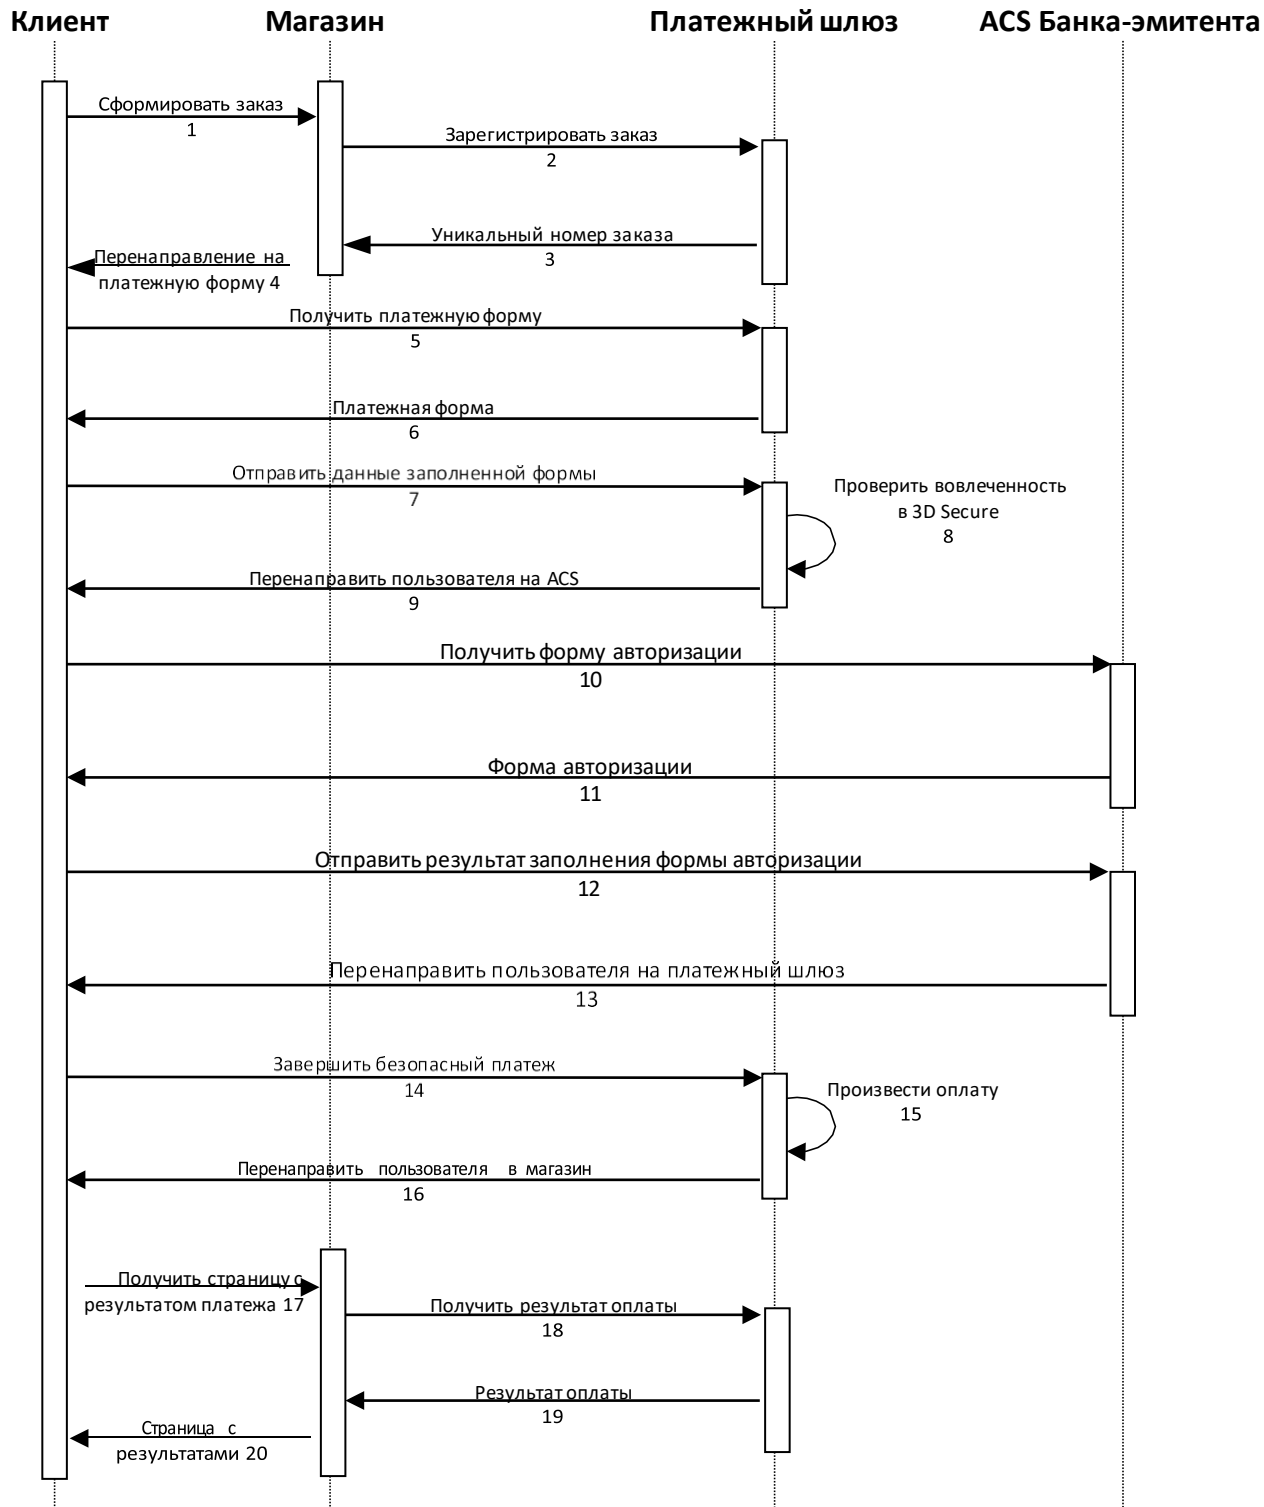 Клиент
Магазин
Платежный шлюз
ACS Банка-эмитента
Сформировать заказ
1
Зарегистрировать заказ
2
Уникальный номер заказа
3
Перенаправление на
платежную форму 4
Получить платежную форму
5
Платежная форма
6
Отправить данные заполненной формы
7
Проверить вовлеченность
в 3D Secure
8
Перенаправить пользователя на ACS
9
Получить форму авторизации
10
Форма авторизации
11
Отправить результат заполнения формы авторизации
12
Перенаправить пользователя на платежный шлюз
13
Завершить безопасный платеж
14
Произвести оплату
15
Перенаправить пользователя в магазин
16
Получить страницу с
результатом платежа 17
Получить результат оплаты
18
Результат оплаты
19
Страница с
результатами 20